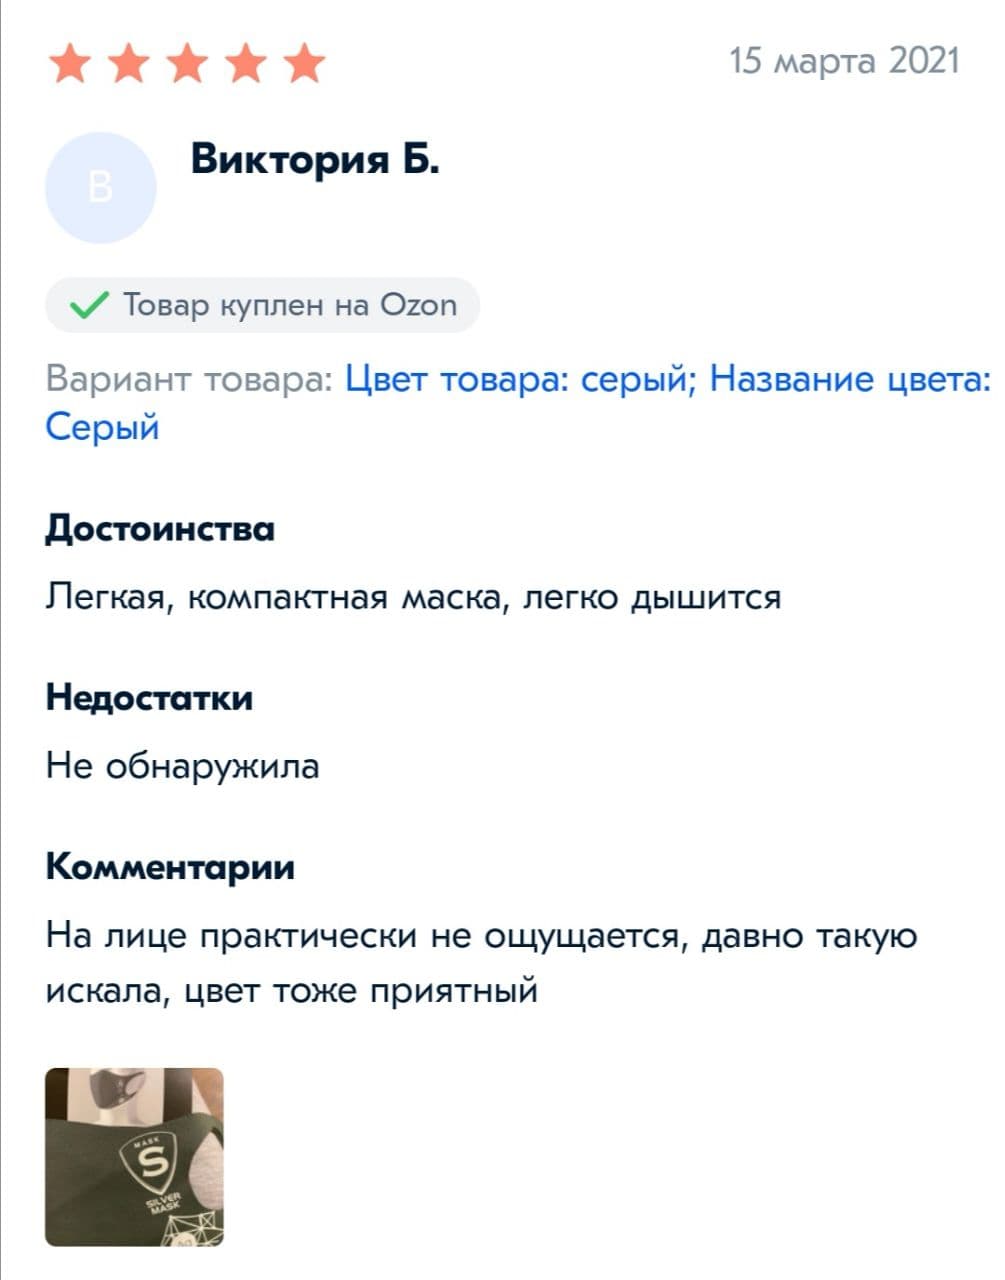 15 марта 2021
В
Виктория Б.
Товар куплен на Ozon
Вариант товара: Цвет товара: серый; Название цвета:
Серый
Достоинства
Легкая, компактная маска, легко дышится
Недостатки
Не обнаружила
Комментарии
На лице практически не ощущается, давно такую
искала, цвет тоже приятный
MASK
S
SILVER
MASK
Ag